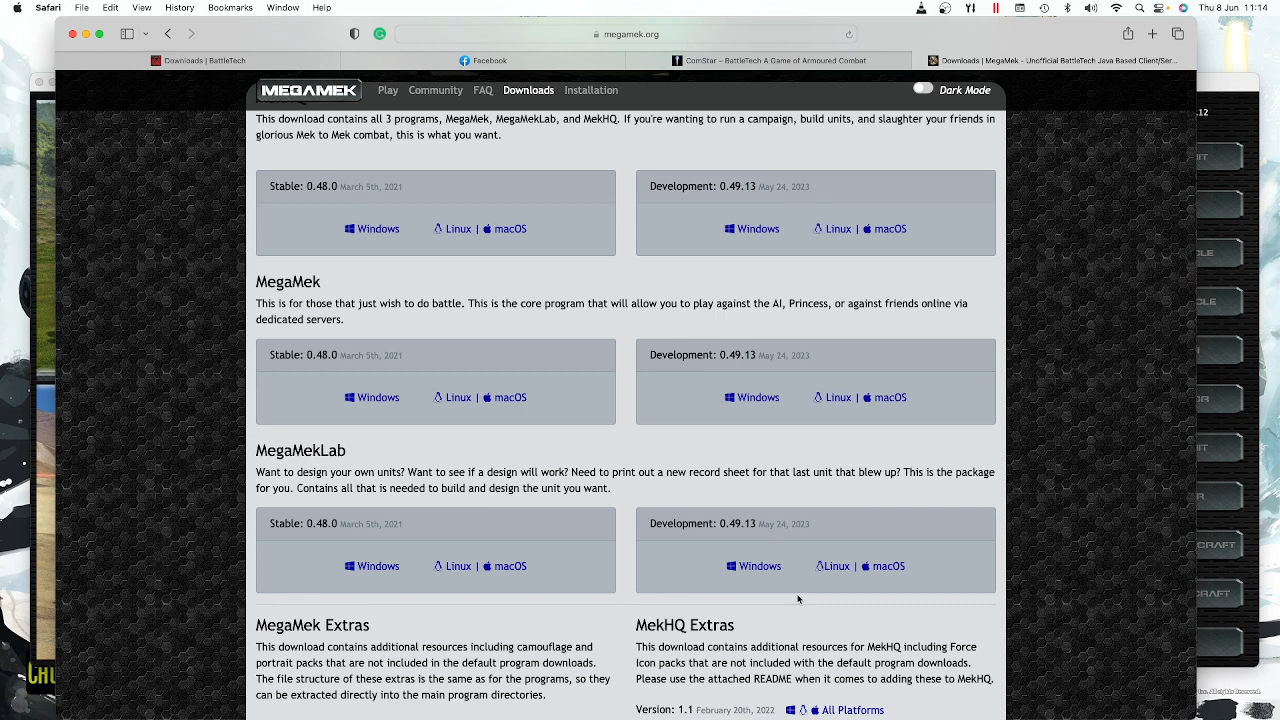 Safari File Edit View History Bookmarks Window Help Thu 8 Jun 11:14
megamek.org
Downloads | BattleTech Facebook ComStar – BattleTech A Game of Armoured Combat Downloads | MegaMek - Unofficial BattleTech Java Based Client/Ser...
MEGAMEK Play Community FAQ Downloads Installation Dark Mode
This download contains all 3 programs, MegaMek, MegaMekLab, and MekHQ. If you're wanting to run a campaign, build units, and slaughter your friends in
glorious Mek to Mek combat, this is what you want.
Stable: 0.48.0 March 5th, 2021 Development: 0.49.13 May 24, 2023
Windows Linux | macOS Windows Linux | macOS
MegaMek
This is for those that just wish to do battle. This is the core program that will allow you to play against the AI, Princess, or against friends online via
dedicated servers.
Stable: 0.48.0 March 5th, 2021 Development: 0.49.13 May 24, 2023
Windows Linux | macOS Windows Linux | macOS
MegaMekLab
Want to design your own units? Want to see if a design will work? Need to print out a new record sheet for that last unit that blew up? This is the package
for you. Contains all that is needed to build and design the unit you want.
Stable: 0.48.0 March 5th, 2021 Development: 0.49.13 May 24, 2023
Windows Linux | macOS Windows Linux | macOS
MegaMek Extras
This download contains additional resources including camouflage and
portrait packs that are not included in the default program downloads.
The file structure of these extras is the same as for the programs, so they
can be extracted directly into the main program directories.
MekHQ Extras
This download contains additional resources for MekHQ including Force
Icon packs that are not included with the default program downloads.
Please use the attached README when it comes to adding these to MekHQ.
Version: 1.1 February 20th, 2022 All Platforms
.12
CLE
CLE
OR
IT
R
CRAFT
CRAFT
Inc. All Rights Reserved.